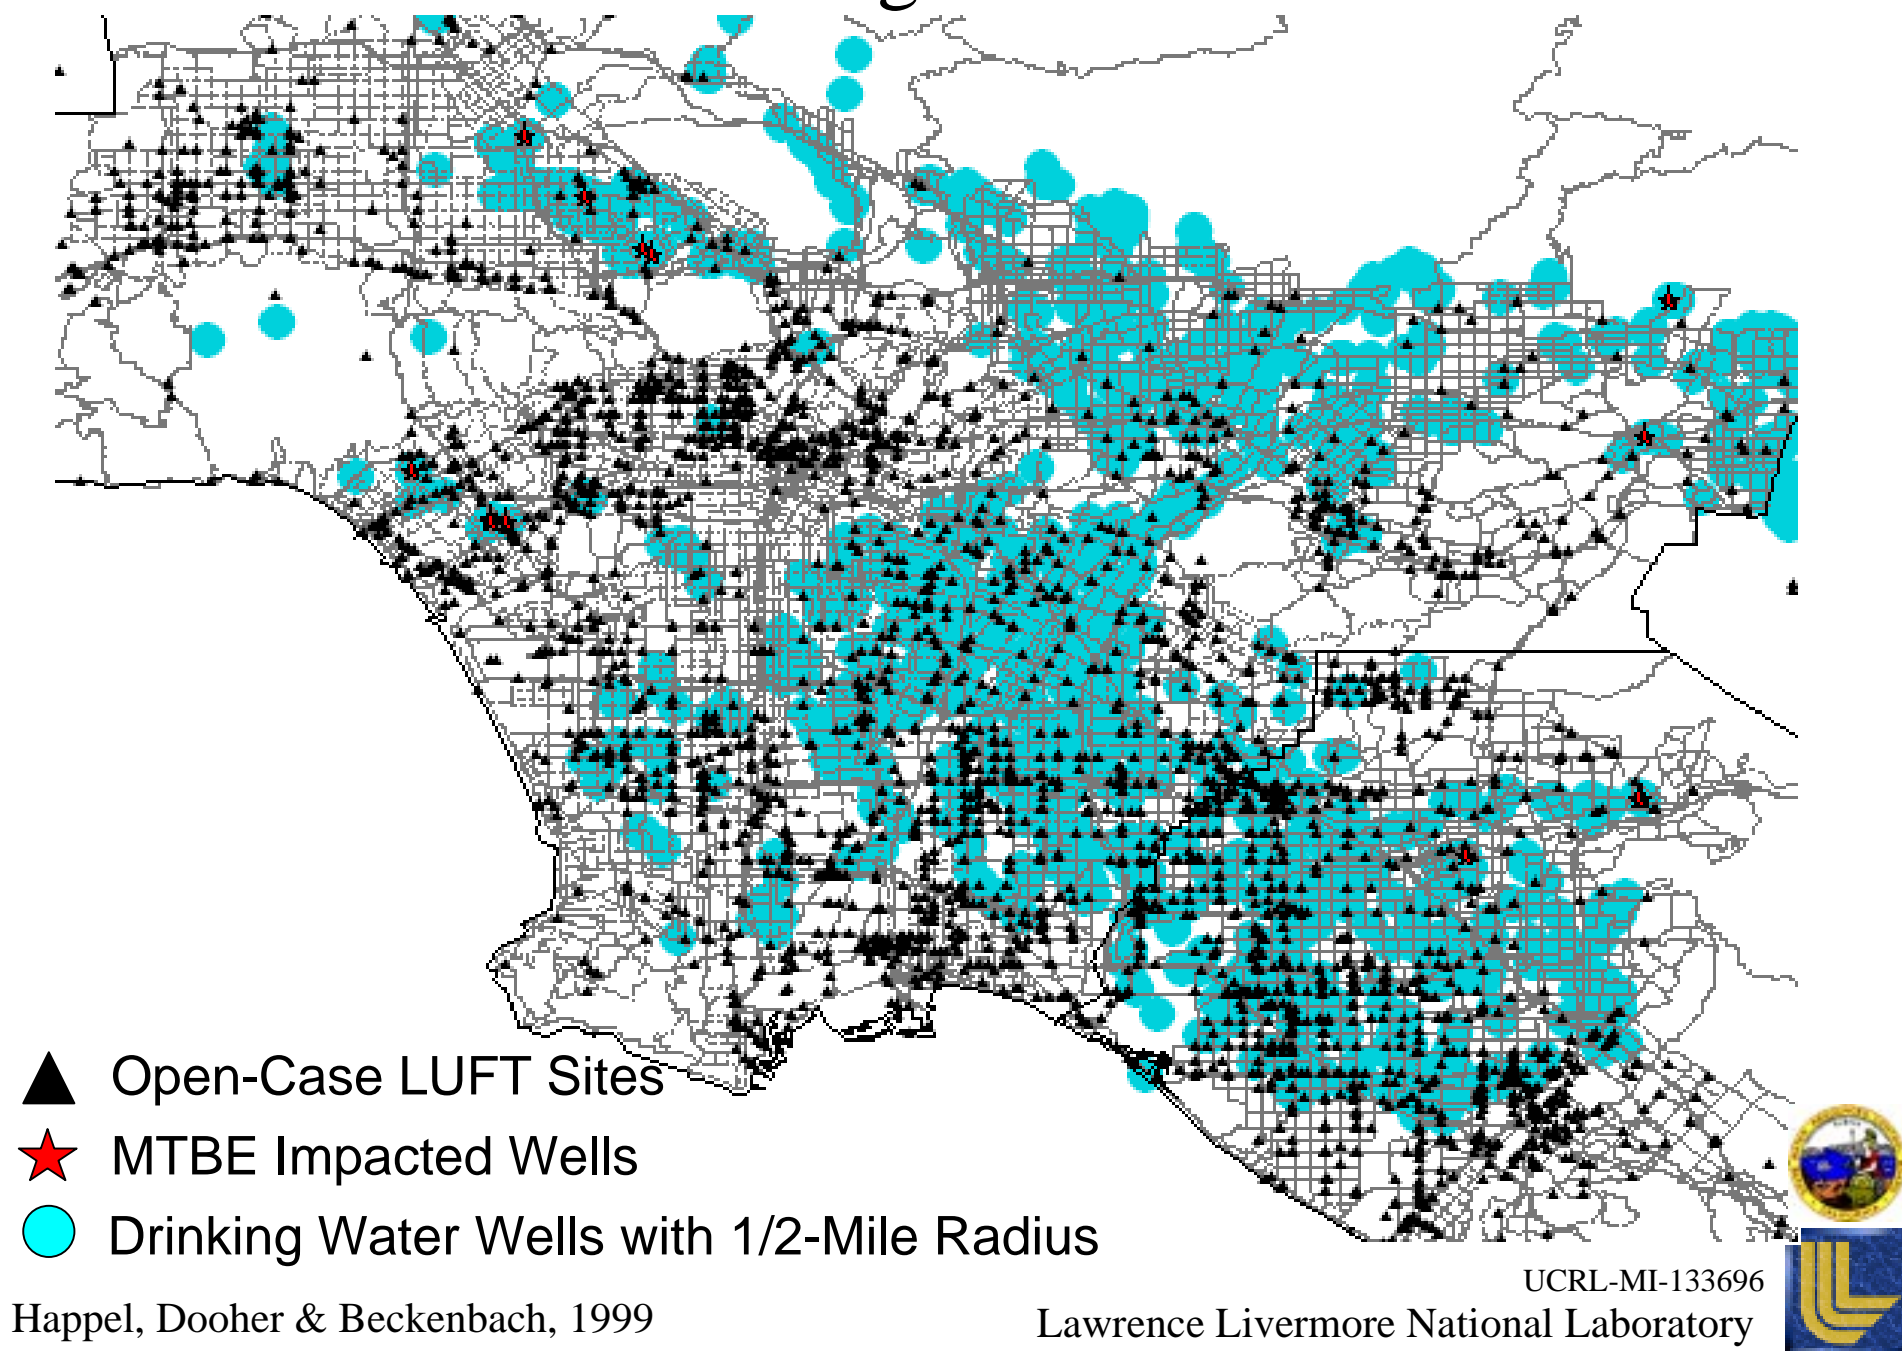 Open-Case LUFT Sites
MTBE Impacted Wells
Drinking Water Wells with 1/2-Mile Radius
UCRL-MI-133696
Happel, Dooher & Beckenbach, 1999
Lawrence Livermore National Laboratory